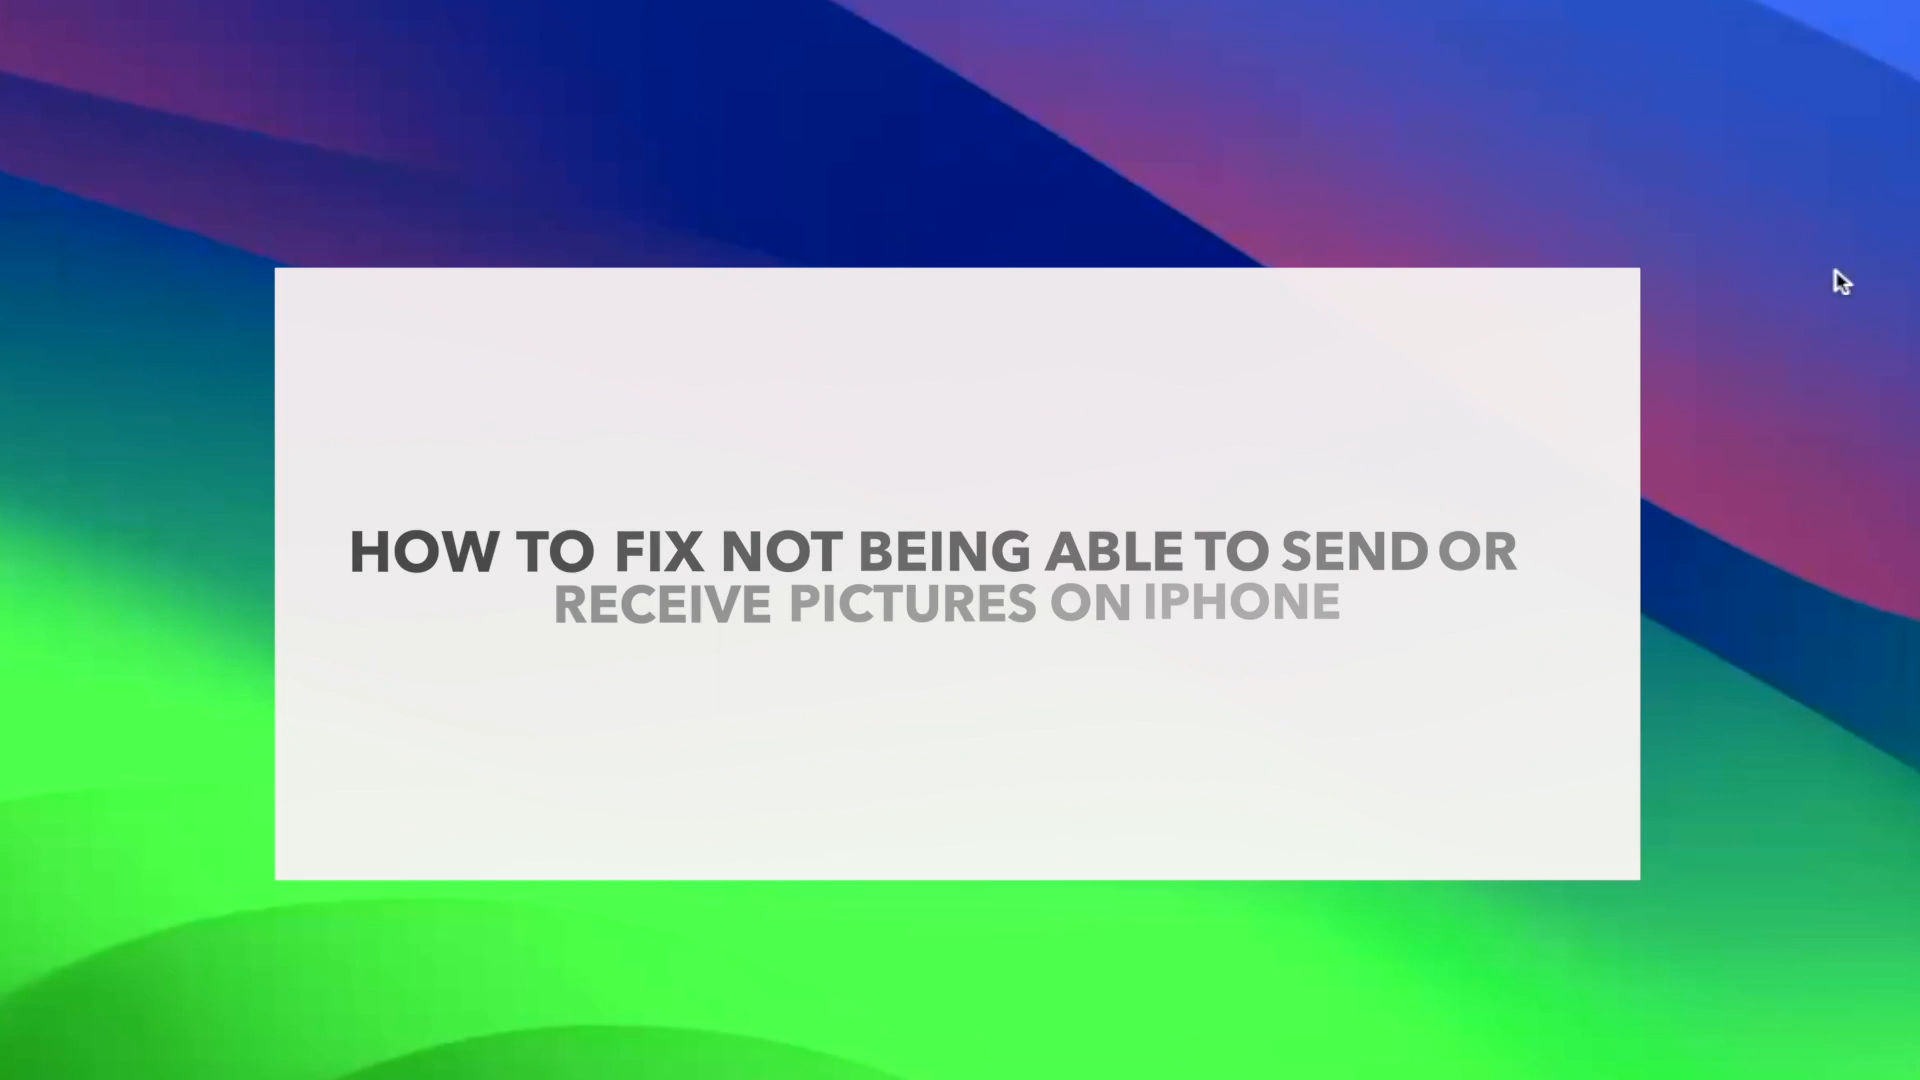 HOW TO FIX NOT BEING ABLE TO SEND OR
RECEIVE PICTURES ON IPHONE